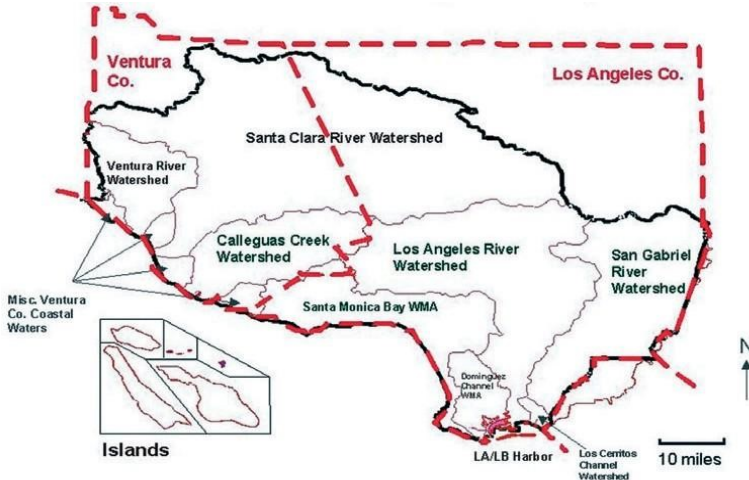 Ventura
Co.
Los Angeles Co.
Santa Clara River Watershed
Ventura River
Watershed
Calleguas Creek
Watershed
Los Angeles River
Watershed
San Gabriel
River
Watershed
Misc. Ventura
Co. Coastal
Waters
Santa Monica Bay WMA
Dominguez
Channel
WMA
N
Islands
LA/LB Harbor
Los Cerritos
Channel
Watershed
10 miles